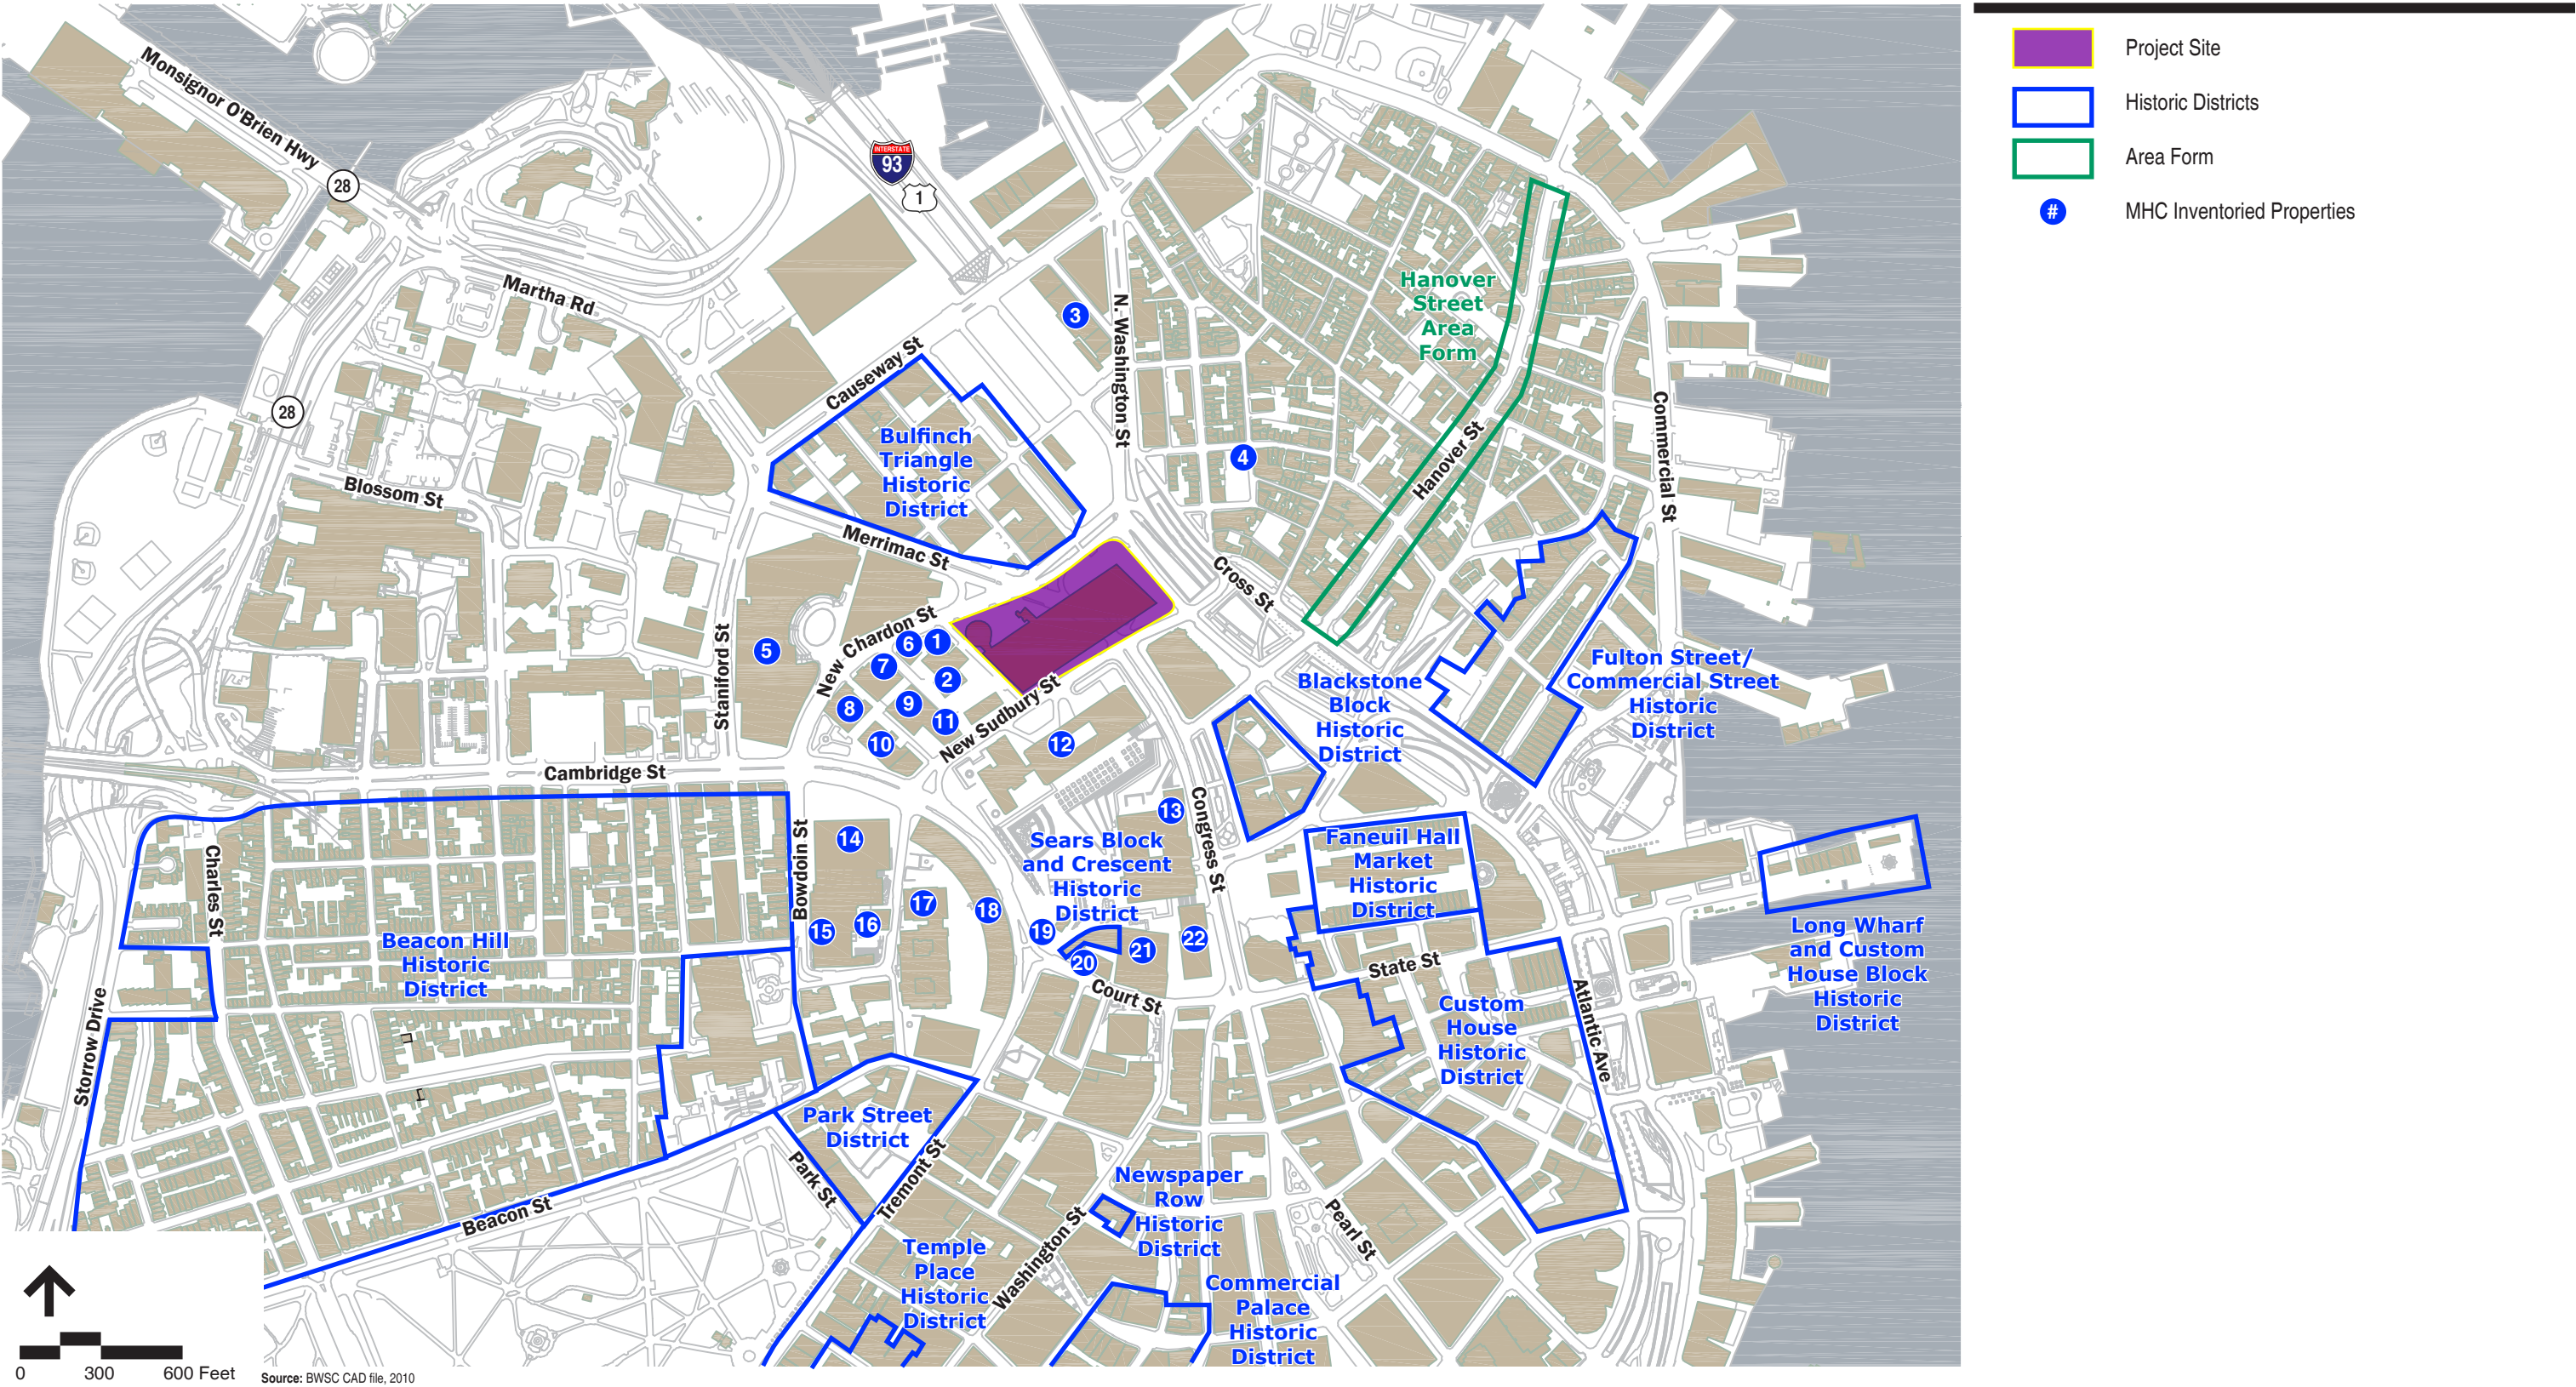 Project Site
Historic Districts
Area Form
#
MHC Inventoried Properties
Monsignor O'Brien Hwy
28
INTERSTATE
93
1
Martha Rd
28
Causeway St
3
N. Washington St
Hanover
Street
Area
Form
Bulfinch
Triangle
Historic
District
4
Hanover St
Commercial St
Blossom St
Merrimac St
Cross St
Staniford St
5
New Chardon St
6
1
7
2
8
9
11
10
New Sudbury St
12
Blackstone
Block
Historic
District
Fulton Street/
Commercial Street
Historic
District
Cambridge St
13
Congress St
Charles St
Bowdoin St
14
Sears Block
and Crescent
Historic
District
Faneuil Hall
Market
Historic
District
15
16
17
18
19
20
21
22
Beacon Hill
Historic
District
Court St
State St
Long Wharf
and Custom
House Block
Historic
District
Custom
House
Historic
District
Atlantic Ave
Storrow Drive
Park Street
District
Park St
Tremont St
Beacon St
Newspaper
Row
Historic
District
Washington St
Pearl St
Temple
Place
Historic
District
Commercial
Palace
Historic
District
0 300 600 Feet
Source: BWSC CAD file, 2010